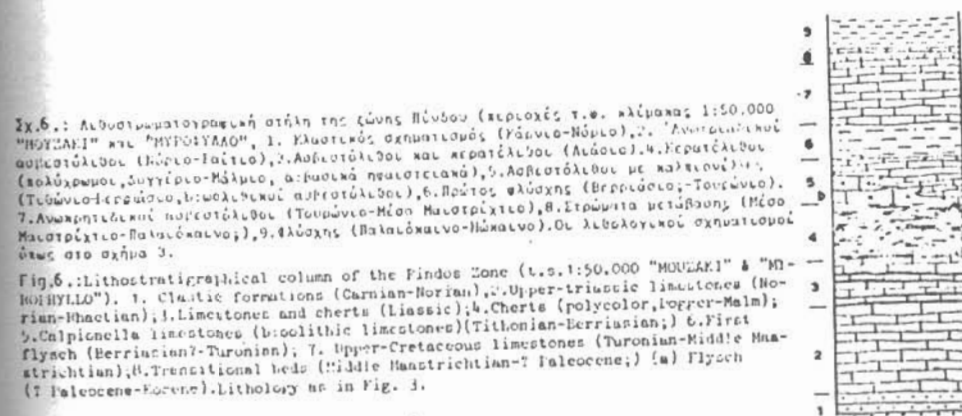 Σχ.6.: Λιθοστρωματογραφική στήλη της ζώνης Πίνδου (περιοχές τ.φ. κλίμακας 1:50.000
"ΜΟΥΖΑΚΙ" και "ΜΥΡΟΦΥΛΛΟ", 1. Κλαστικός σχηματισμός (Κάρνιο-Νόριο),2. Ανωτριαδικοί
ασβεστόλιθοι (Νόριο-Ραίτιο),3.Ασβεστόλιθοι και κερατόλιθοι (Λιάσιο).4.Κερατόλιθοι
(πολύχρωμοι,Δογγέριο-Μάλμιο, α:βασικά ηφαιστειακά),5.Ασβεστόλιθοι με καλπιονέλλες
(Τιθώνιο-Βερριάσιο,b:ωολιθικοί ασβεστόλιθοι),6.Πρώτος φλύσχης (Βερριάσιο;-Τουρώνιο).
7.Ανωκρητιδικοί ασβεστόλιθοι (Τουρώνιο-Μέσο Μαιστρίχτιο),8.Στρώματα μετάβασης (Μέσο
Μαιστρίχτιο-Παλαιόκαινο;),9.Φλύσχης (Παλαιόκαινο-Ηώκαινο).Οι λιθολογικοί σχηματισμοί
όπως στο σχήμα 3.
Fig.6.:Lithostratigraphical column of the Pindos Zone (t.s.1:50.000 "MOUZAKI" & "MI-
ROFHYLLO"). 1. Clastic formations (Carnian-Norian),2.Upper-triassic limestones (No-
rian-Rhaetian);3.Limestones and cherts (Liassic);4.Cherts (polycolor,Dogger-Malm);
5.Calpionella limestones (b:oolithic limestones)(Tithonian-Berriasian;) 6.First
flysch (Berriasian?-Turonian); 7. Upper-Cretaceous limestones (Turonian-Middle Maa-
strichtian),8.Transitional beds (Middle Maastrichtian-? Paleocene;) (a) Flysch
(? Paleocene-Eocene).Lithology as in Fig. 3.
9
8
7
6
5
b
4
3
2
1